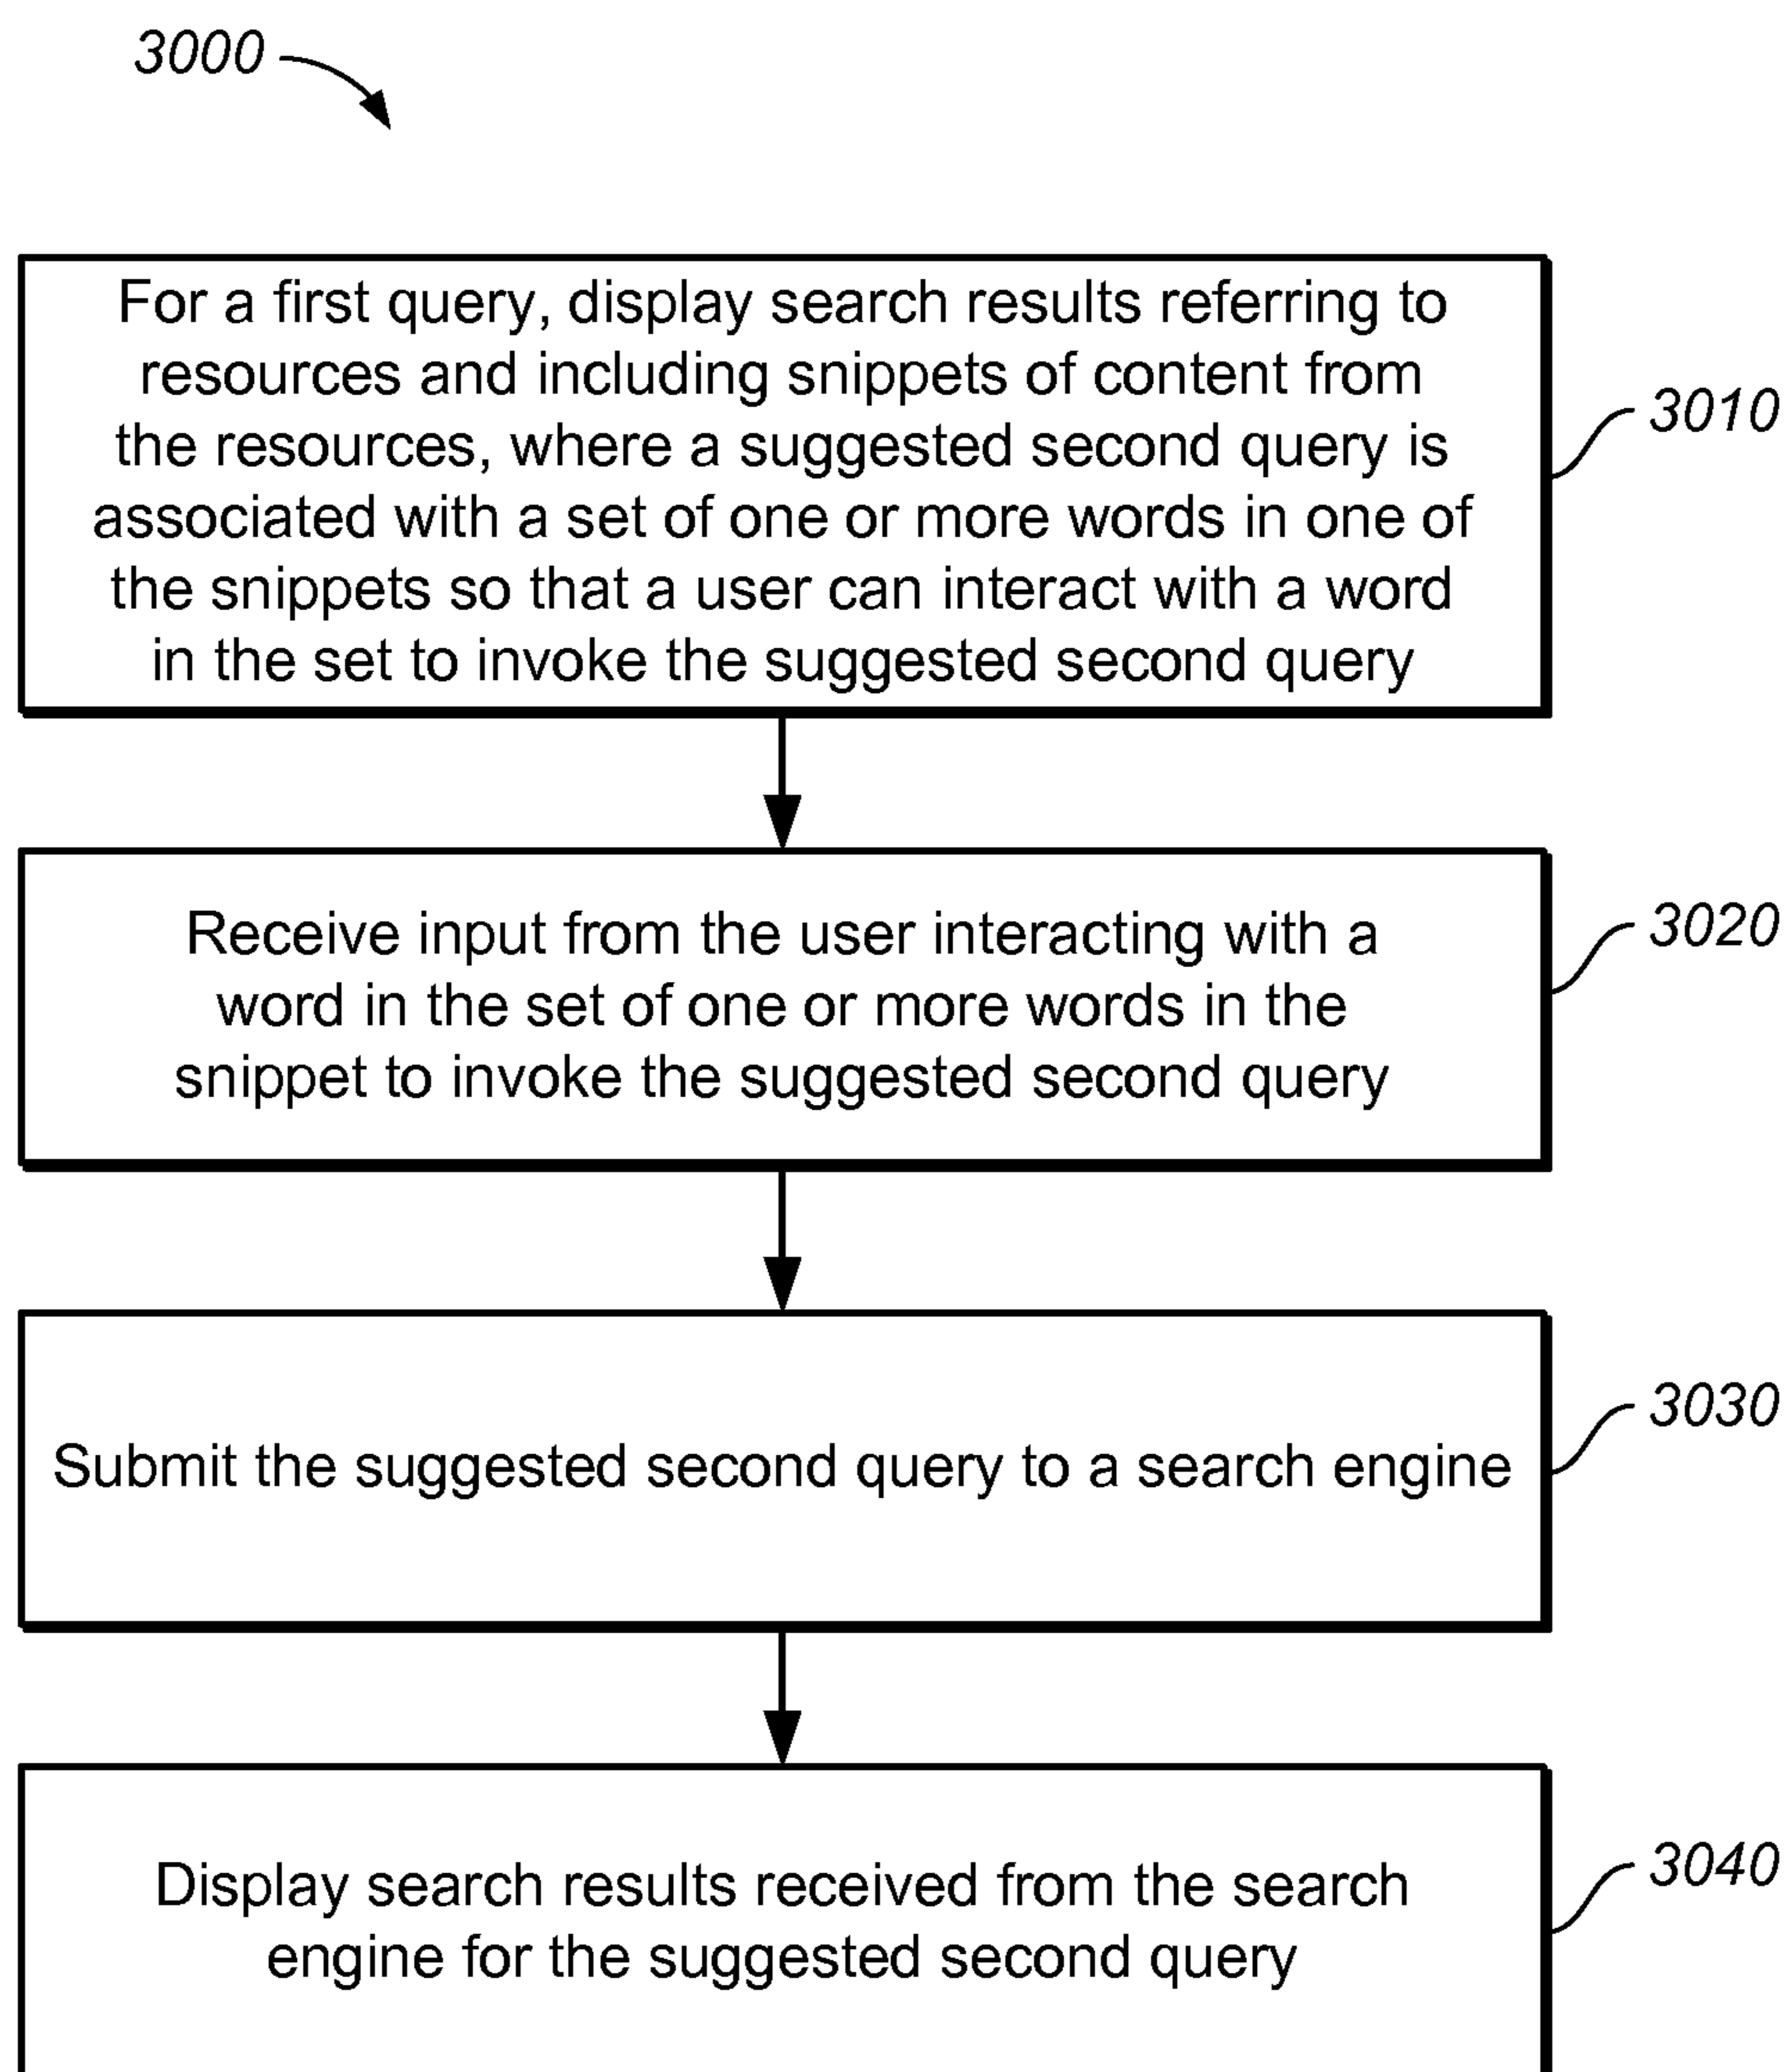 3000
For a first query, display search results referring to
resources and including snippets of content from
the resources, where a suggested second query is
associated with a set of one or more words in one of
the snippets so that a user can interact with a word
in the set to invoke the suggested second query
3010
Receive input from the user interacting with a
word in the set of one or more words in the
snippet to invoke the suggested second query
3020
Submit the suggested second query to a search engine
3030
Display search results received from the search
engine for the suggested second query
3040